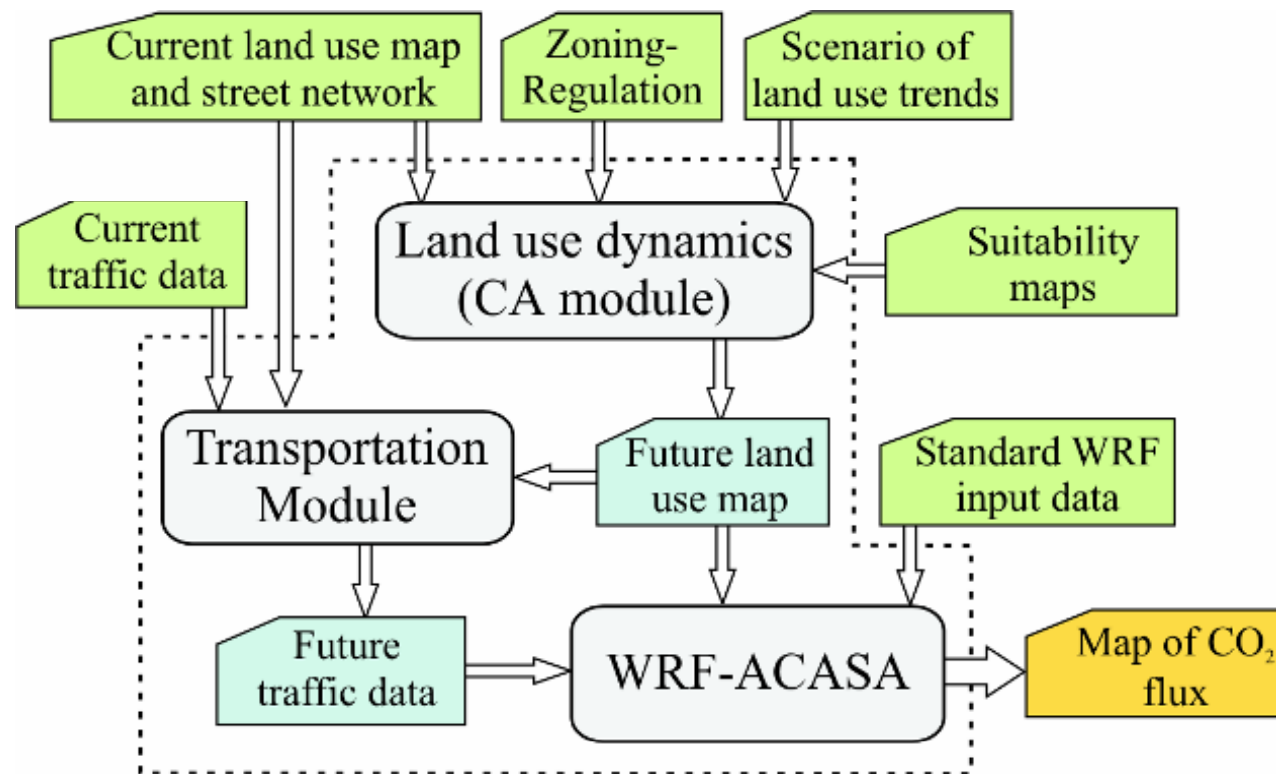 Current land use map
and street network
Zoning-
Regulation
Scenario of
land use trends
Current
traffic data
Land use dynamics
(CA module)
Suitability
maps
Transportation
Module
Future land
use map
Standard WRF
input data
Future
traffic data
WRF-ACASA
Map of CO₂
flux